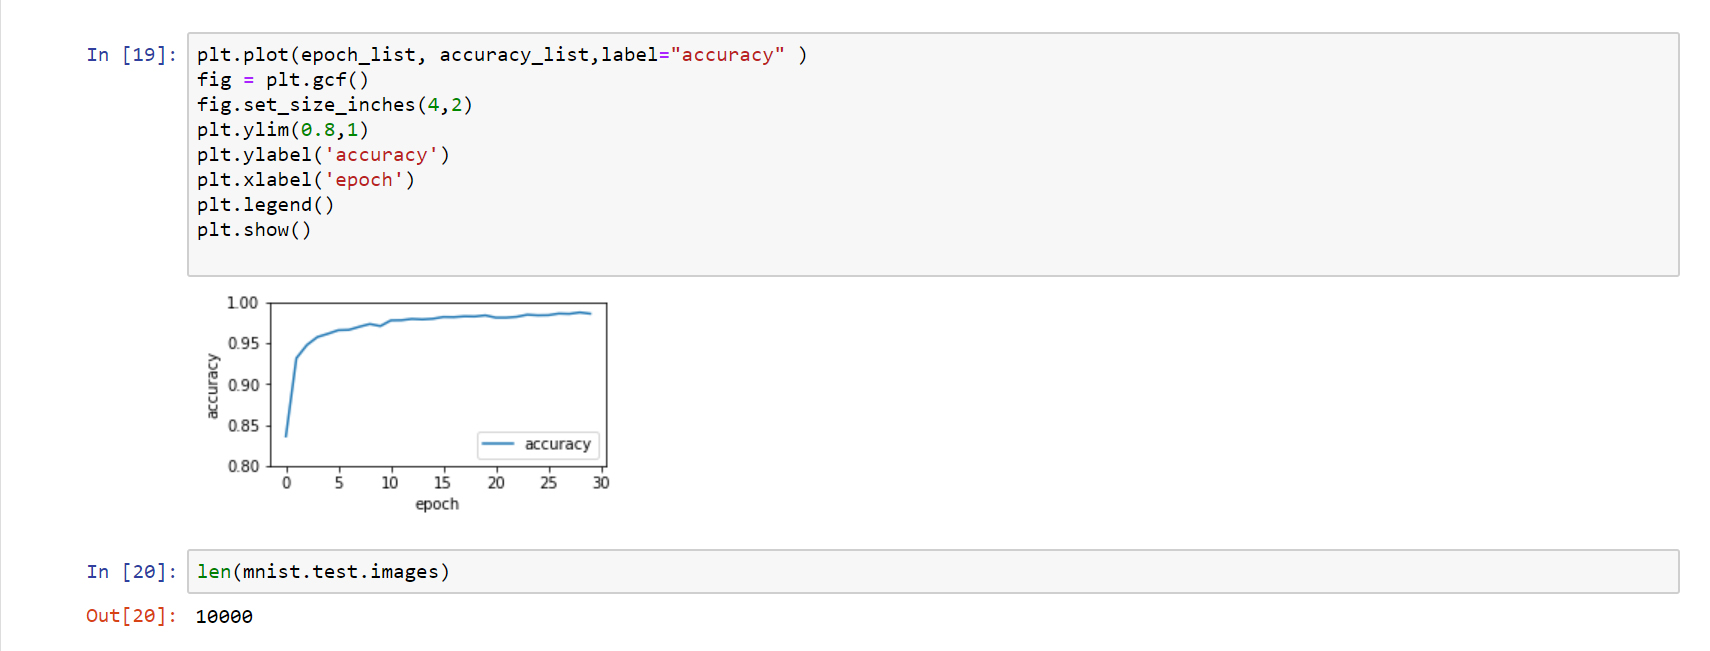 In [19]: plt.plot(epoch_list, accuracy_list,label="accuracy" )
fig = plt.gcf()
fig.set_size_inches(4,2)
plt.ylim(0.8,1)
plt.ylabel('accuracy')
plt.xlabel('epoch')
plt.legend()
plt.show()
1.00
0.95
0.90
0.85
0.80
accuracy
accuracy
0 5 10 15 20 25 30
epoch
In [20]: len(mnist.test.images)
Out[20]: 10000